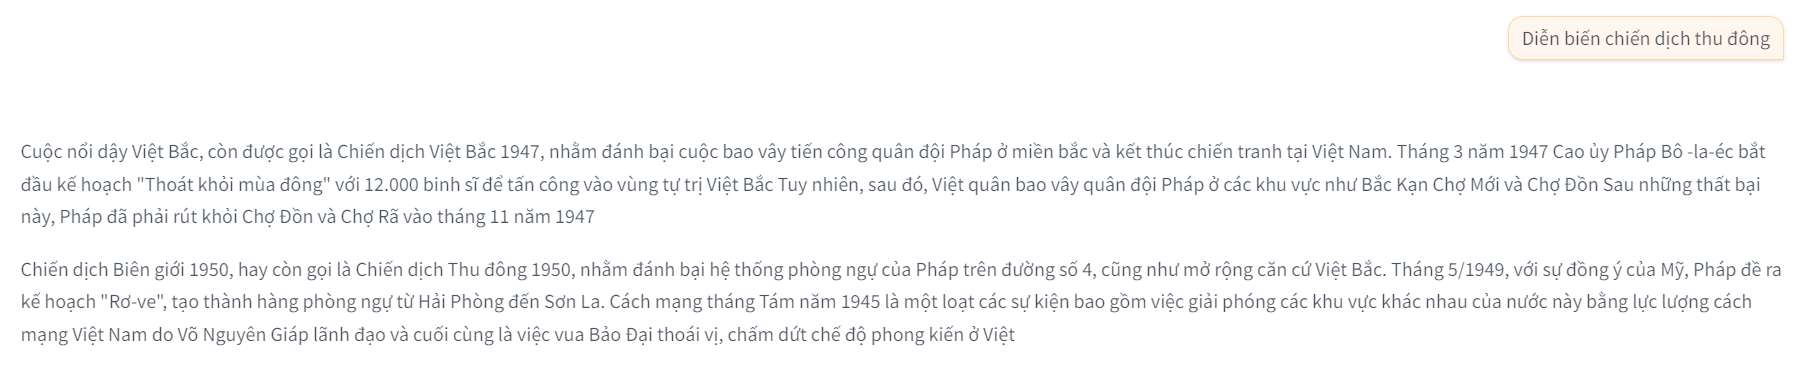 Diễn biến chiến dịch thu đông
Cuộc nổi dậy Việt Bắc, còn được gọi là Chiến dịch Việt Bắc 1947, nhằm đánh bại cuộc bao vây tiến công quân đội Pháp ở miền bắc và kết thúc chiến tranh tại Việt Nam. Tháng 3 năm 1947 Cao ủy Pháp Bô -la-éc bắt
đầu kế hoạch "Thoát khỏi mùa đông" với 12.000 binh sĩ để tấn công vào vùng tự trị Việt Bắc Tuy nhiên, sau đó, Việt quân bao vây quân đội Pháp ở các khu vực như Bắc Kạn Chợ Mới và Chợ Đồn Sau những thất bại
này, Pháp đã phải rút khỏi Chợ Đồn và Chợ Rã vào tháng 11 năm 1947
Chiến dịch Biên giới 1950, hay còn gọi là Chiến dịch Thu đông 1950, nhằm đánh bại hệ thống phòng ngự của Pháp trên đường số 4, cũng như mở rộng căn cứ Việt Bắc. Tháng 5/1949, với sự đồng ý của Mỹ, Pháp đề ra
kế hoạch "Rơ-ve", tạo thành hàng phòng ngự từ Hải Phòng đến Sơn La. Cách mạng tháng Tám năm 1945 là một loạt các sự kiện bao gồm việc giải phóng các khu vực khác nhau của nước này bằng lực lượng cách
mạng Việt Nam do Võ Nguyên Giáp lãnh đạo và cuối cùng là việc vua Bảo Đại thoái vị, chấm dứt chế độ phong kiến ở Việt